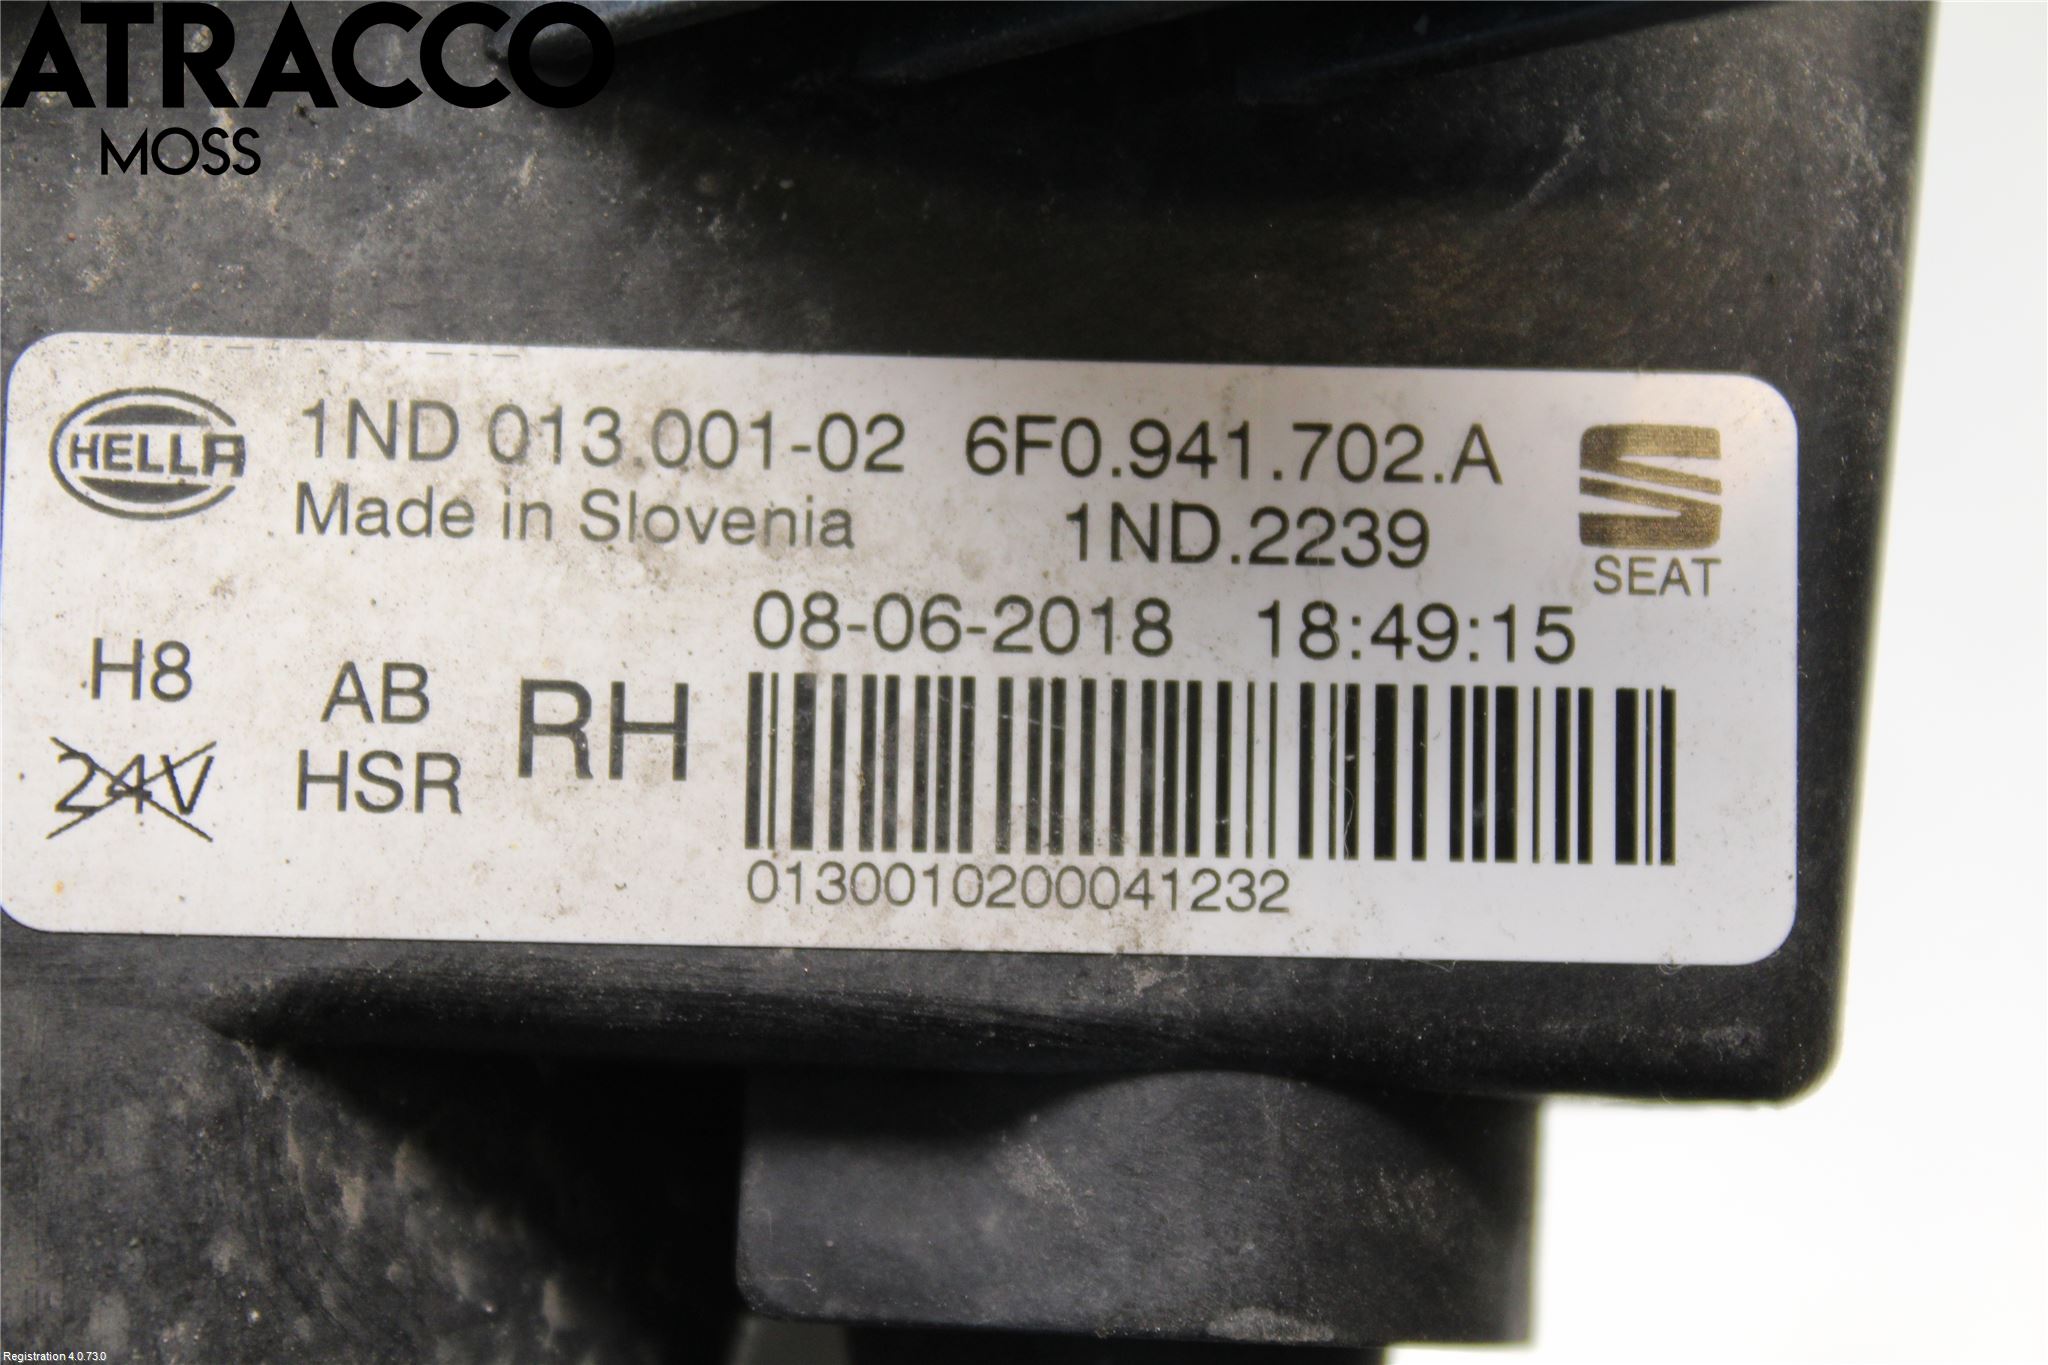 ATRACCO
MOSS
HELLA
1ND 013.001-02 6F0.941.702.A
Made in Slovenia 1ND.2239
SEAT
08-06-2018 18:49:15
H8 AB RH
24V HSR
0130010200041232
Registration 4.0.73.0